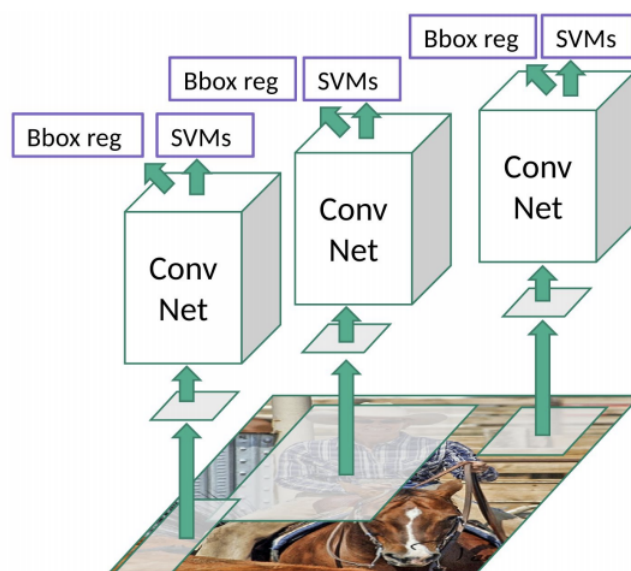 Bbox reg
SVMs
Bbox reg
SVMs
Bbox reg
SVMs
Conv
Net
Conv
Net
Conv
Net